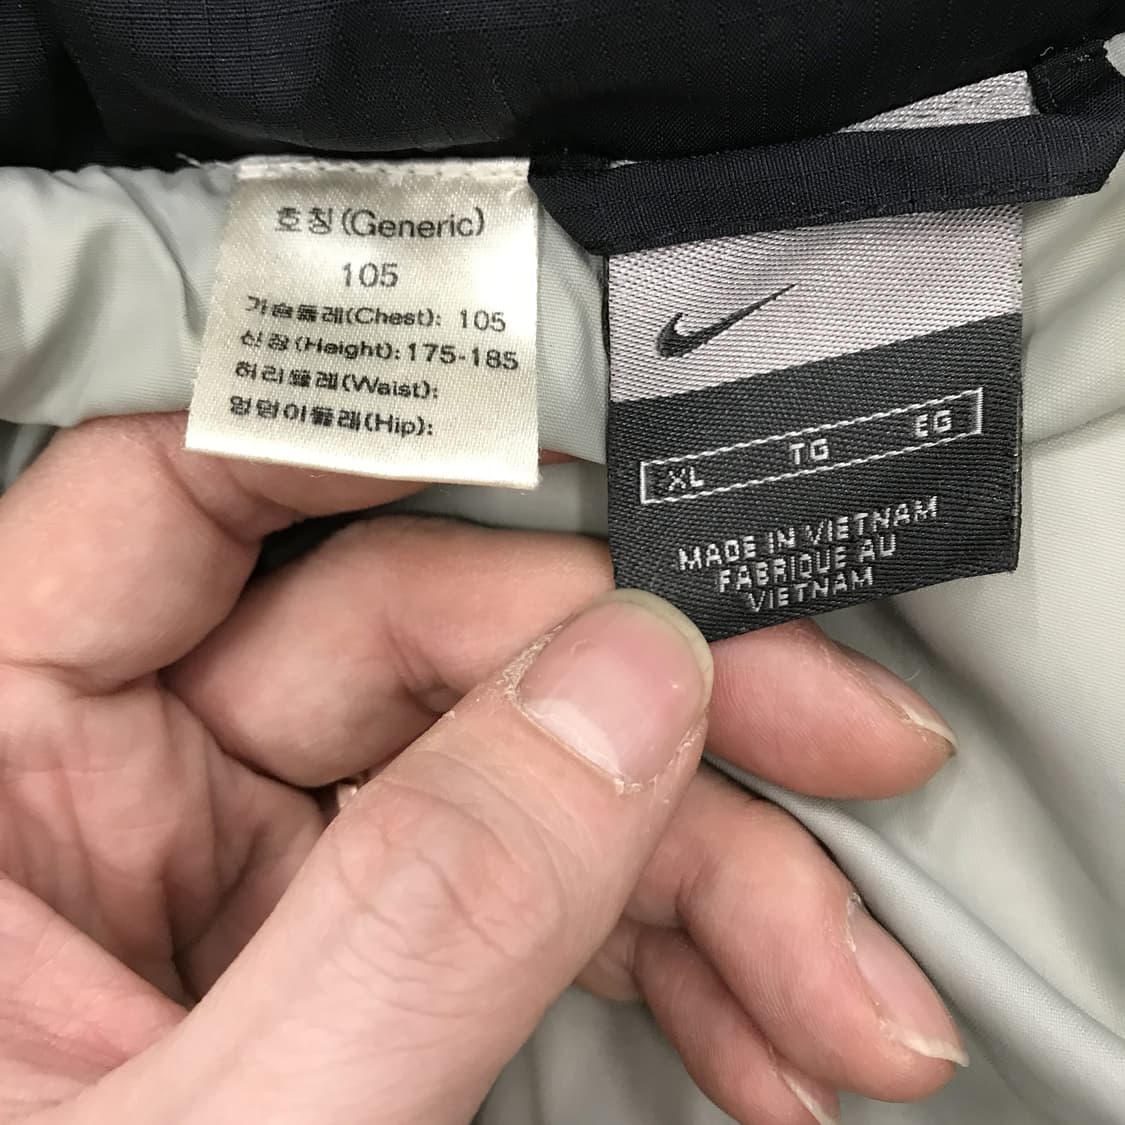 호칭(Generic)
105
가슴둘레(Chest): 105
신장(Height): 175-185
허리둘레(Waist):
엉덩이둘레(Hip):
XL TG EG
MADE IN VIETNAM
FABRIQUE AU
VIETNAM